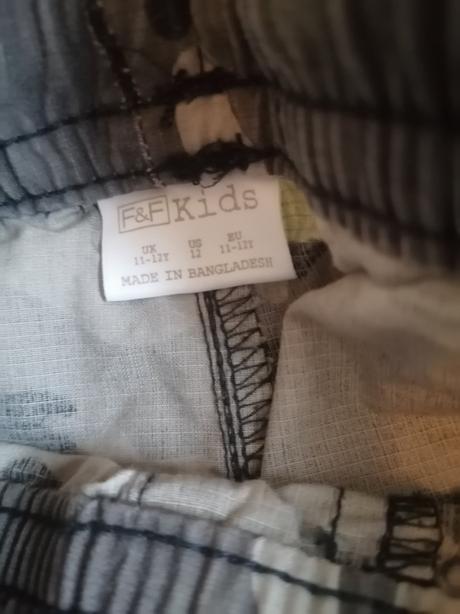 F&F Kids
UK US EU
11-12Y 12 11-12Y
MADE IN BANGLADESH